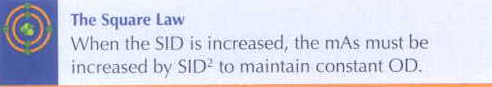 The Square Law
When the SID is increased, the mAs must be
increased by SID² to maintain constant OD.